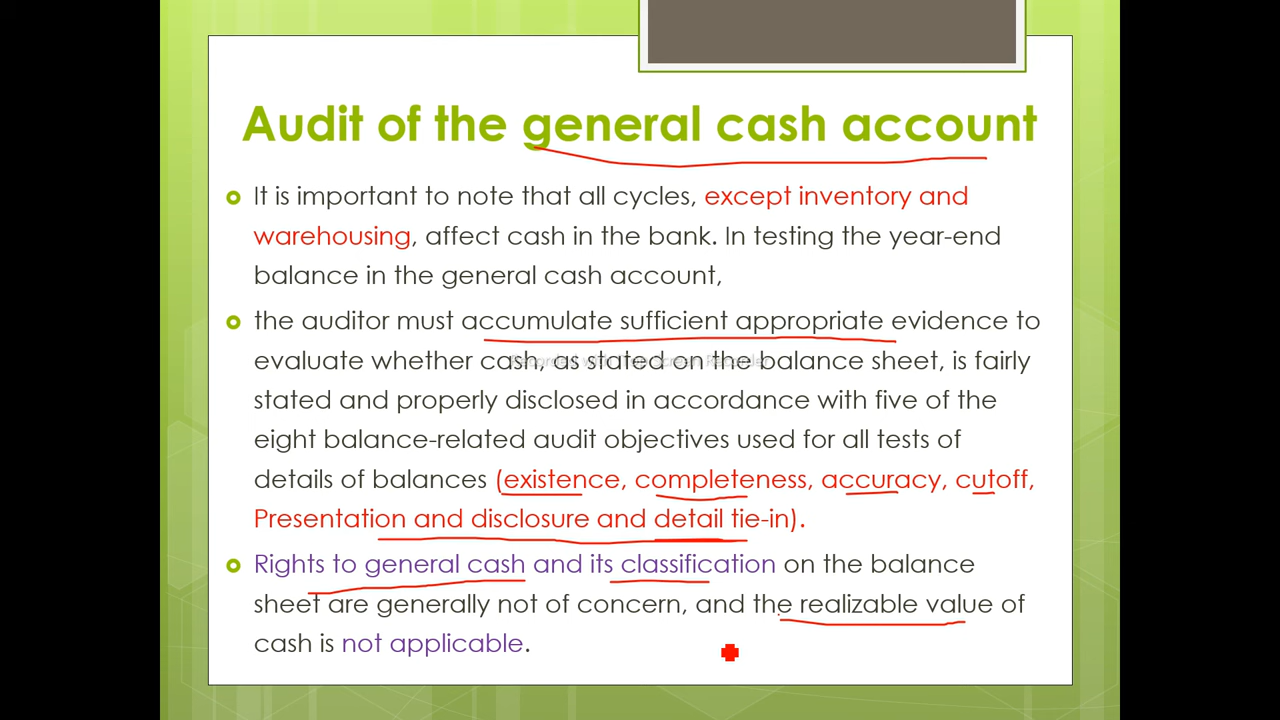 Audit of the general cash account
It is important to note that all cycles, except inventory and
warehousing, affect cash in the bank. In testing the year-end
balance in the general cash account,
the auditor must accumulate sufficient appropriate evidence to
evaluate whether cash, as stated on the balance sheet, is fairly
stated and properly disclosed in accordance with five of the
eight balance-related audit objectives used for all tests of
details of balances (existence, completeness, accuracy, cutoff,
Presentation and disclosure and detail tie-in).
Rights to general cash and its classification on the balance
sheet are generally not of concern, and the realizable value of
cash is not applicable.